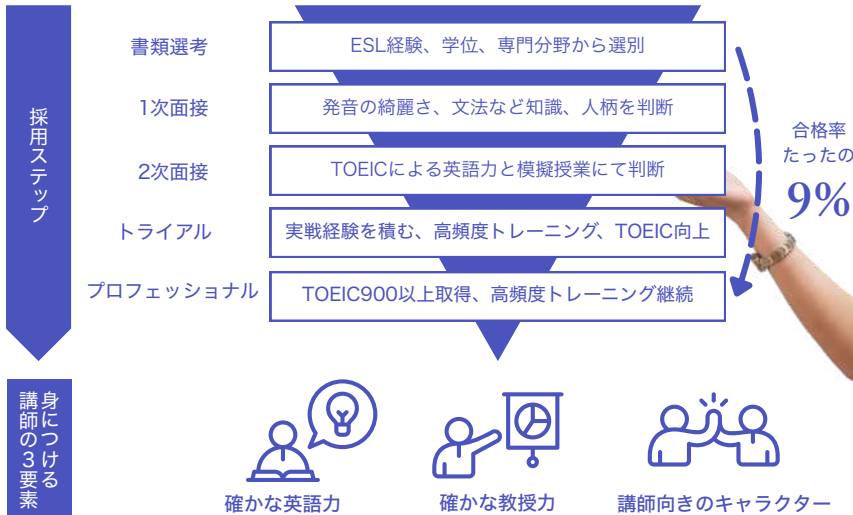 採用ステップ
書類選考
ESL経験、学位、専門分野から選別
1次面接
発音の綺麗さ、文法など知識、人柄を判断
2次面接
TOEICによる英語力と模擬授業にて判断
トライアル
実戦経験を積む、高頻度トレーニング、TOEIC向上
プロフェッショナル
TOEIC900以上取得、高頻度トレーニング継続
合格率
たったの
9%
身につける
講師の3要素
確かな英語力
確かな教授力
講師向きのキャラクター